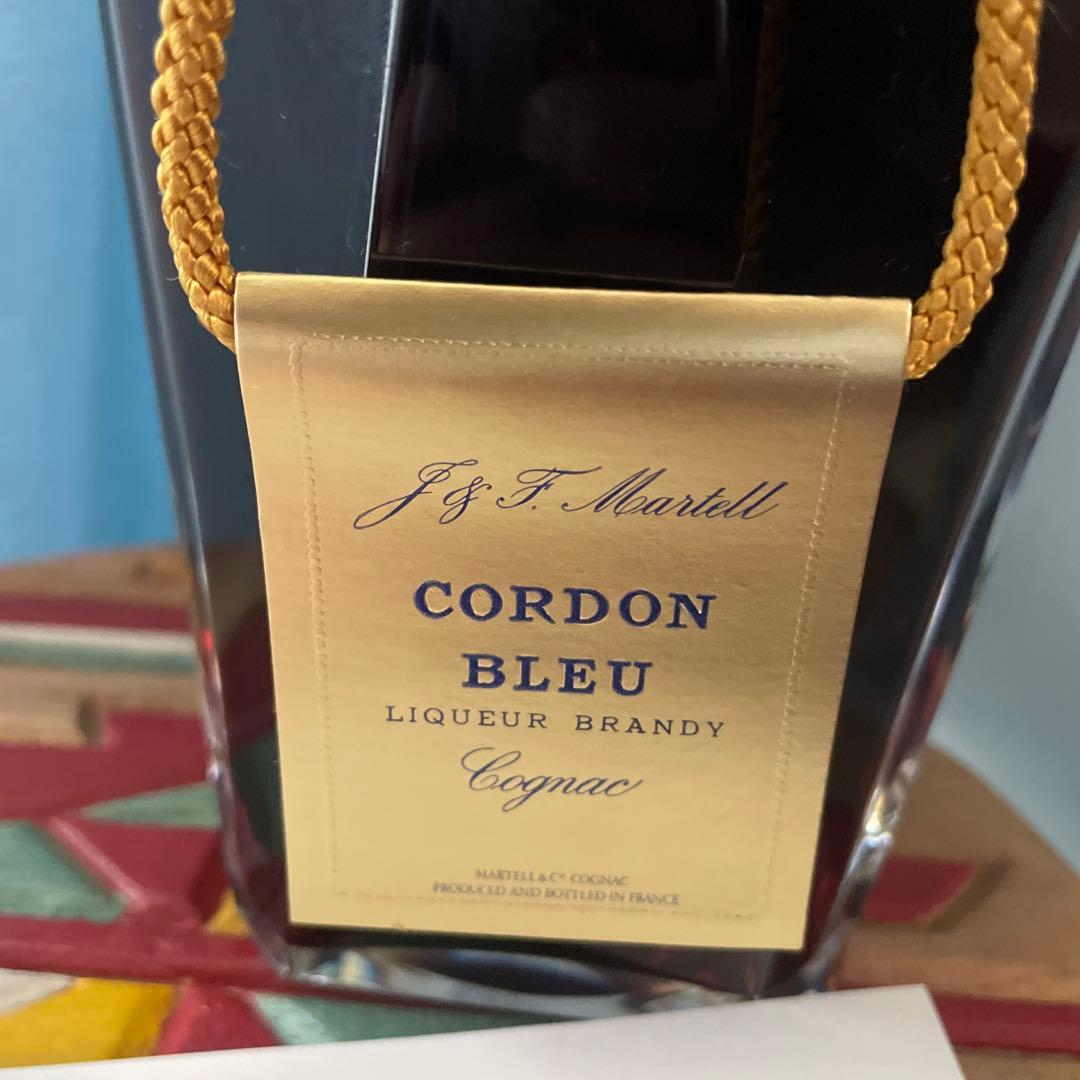 J & F. Martell
CORDON
BLEU
LIQUEUR BRANDY
Cognac
MARTELL & Cº COGNAC
PRODUCED AND BOTTLED IN FRANCE